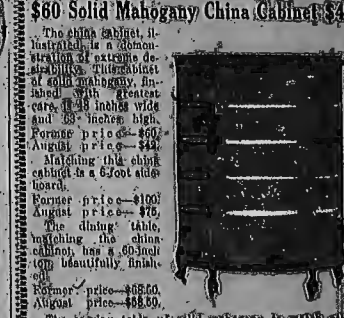 $60 Solid Mahogany China Cabinet $4
The china cabinet, il-
lustrated, is a demon-
stration of extreme de-
sirability. This cabinet
of solid mahogany, fin-
ished with greatest
care, is 48 inches wide
and 63 inches high.
Former price—$60.
August price—$42.
Matching this china
cabinet is a 6-foot side-
board.
Former price—$100.
August price—$75.
The dining table,
matching the china
cabinet, has a 60-inch
top, beautifully finish-
ed.
Former price—$68.50.
August price—$58.50.